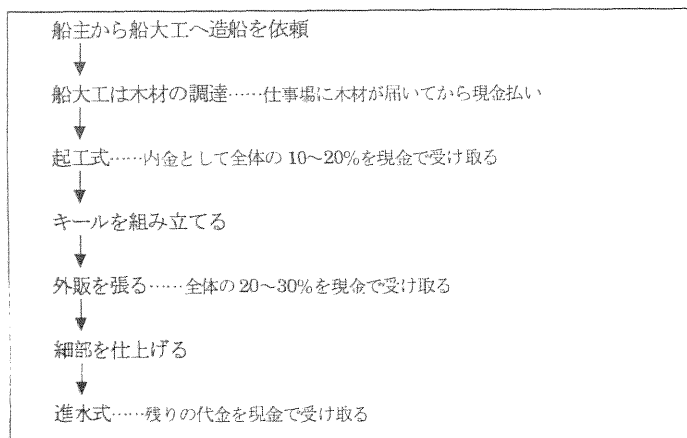 船主から船大工へ造船を依頼
船大工は木材の調達……仕事場に木材が届いてから現金払い
起工式……内金として全体の10~20%を現金で受け取る
キールを組み立てる
外販を張る……全体の20~30%を現金で受け取る
細部を仕上げる
進水式……残りの代金を現金で受け取る